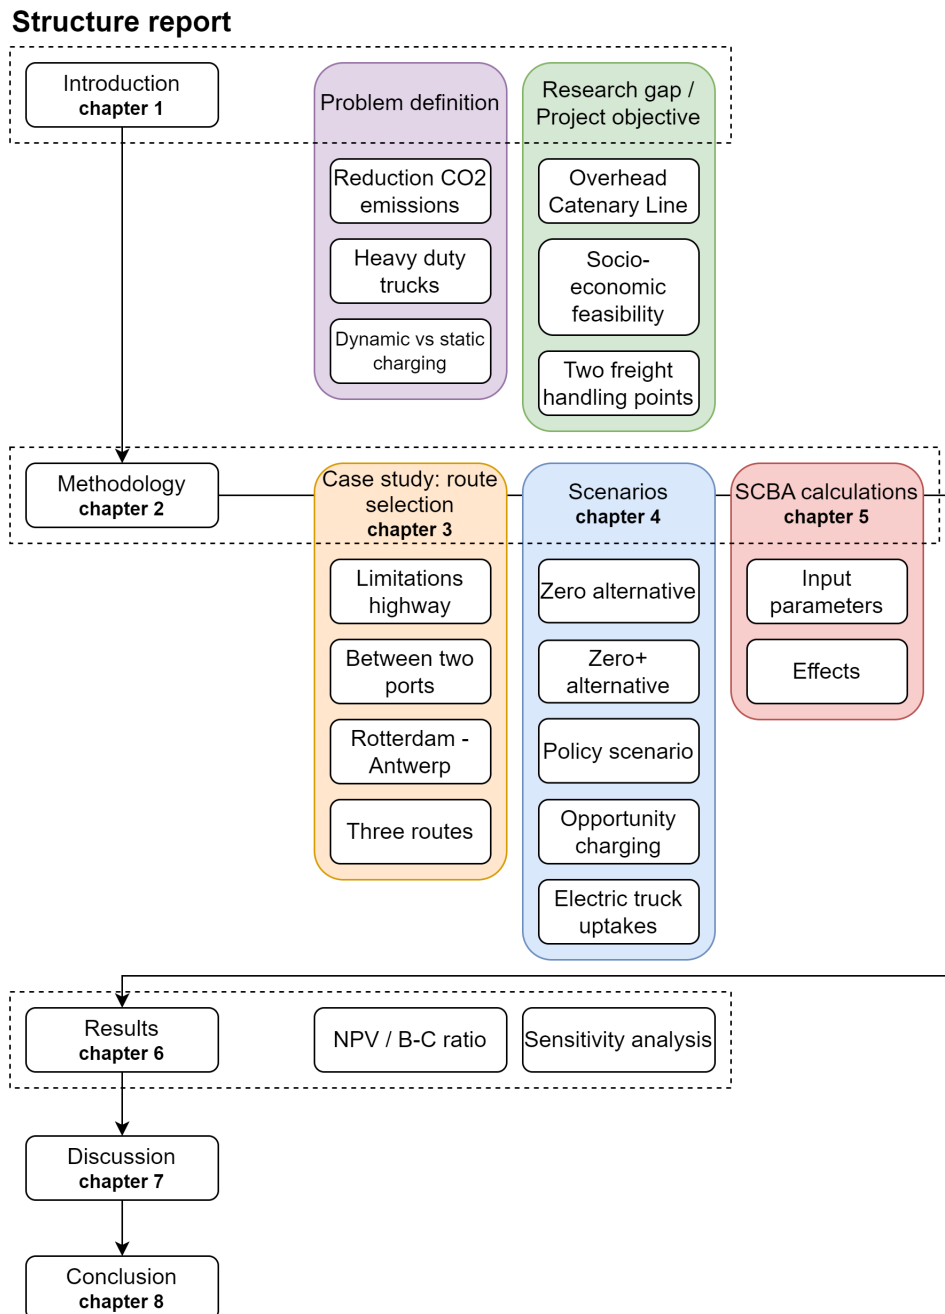 Structure report
Introduction
chapter 1
Problem definition
Research gap /
Project objective
Reduction CO2
emissions
Heavy duty
trucks
Dynamic vs static
charging
Overhead
Catenary Line
Socio-
economic
feasibility
Two freight
handling points
Methodology
chapter 2
Case study: route
selection
chapter 3
Scenarios
chapter 4
SCBA calculations
chapter 5
Limitations
highway
Between two
ports
Rotterdam -
Antwerp
Three routes
Zero alternative
Zero+
alternative
Policy scenario
Opportunity
charging
Electric truck
uptakes
Input
parameters
Effects
Results
chapter 6
NPV / B-C ratio
Sensitivity analysis
Discussion
chapter 7
Conclusion
chapter 8